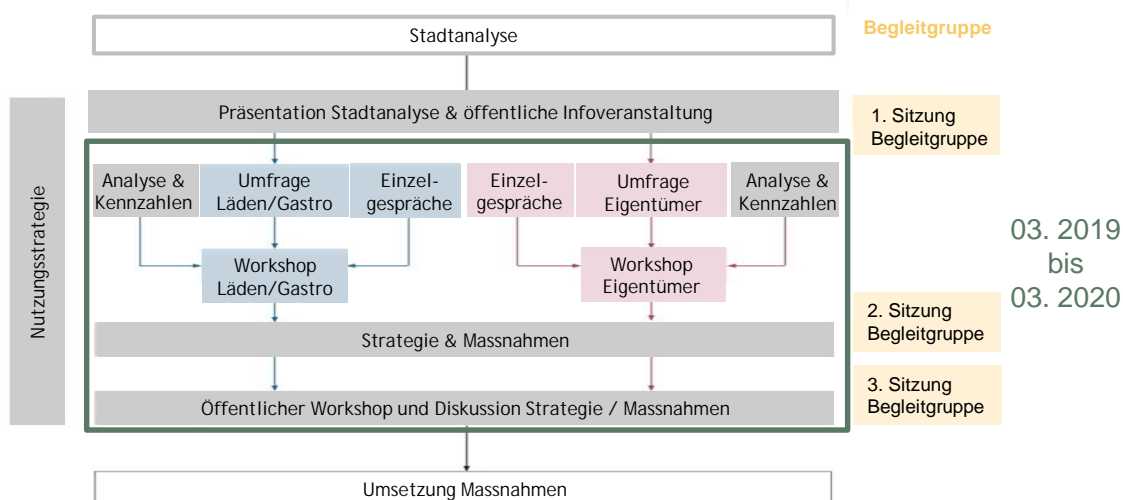 Stadtanalyse
Begleitgruppe
Nutzungsstrategie
Präsentation Stadtanalyse & öffentliche Infoveranstaltung
1. Sitzung
Begleitgruppe
Analyse &
Kennzahlen
Umfrage
Läden/Gastro
Einzel-
gespräche
Einzel-
gespräche
Umfrage
Eigentümer
Analyse &
Kennzahlen
Workshop
Läden/Gastro
Workshop
Eigentümer
03. 2019
bis
03. 2020
Strategie & Massnahmen
2. Sitzung
Begleitgruppe
Öffentlicher Workshop und Diskussion Strategie / Massnahmen
3. Sitzung
Begleitgruppe
Umsetzung Massnahmen